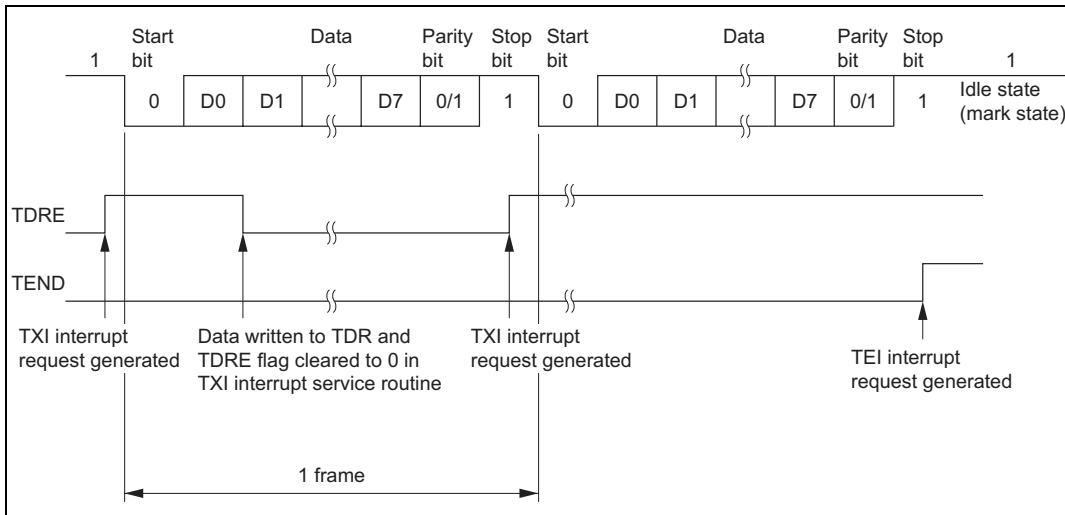 Start bit Data Parity bit Stop bit Start bit Data Parity bit Stop bit
1 1
0 D0 D1 D7 0/1 1 0 D0 D1 D7 0/1 1 Idle state (mark state)
TDRE
TEND
TXI interrupt
request generated
Data written to TDR and
TDRE flag cleared to 0 in
TXI interrupt service routine
TXI interrupt
request generated
TEI interrupt
request generated
1 frame